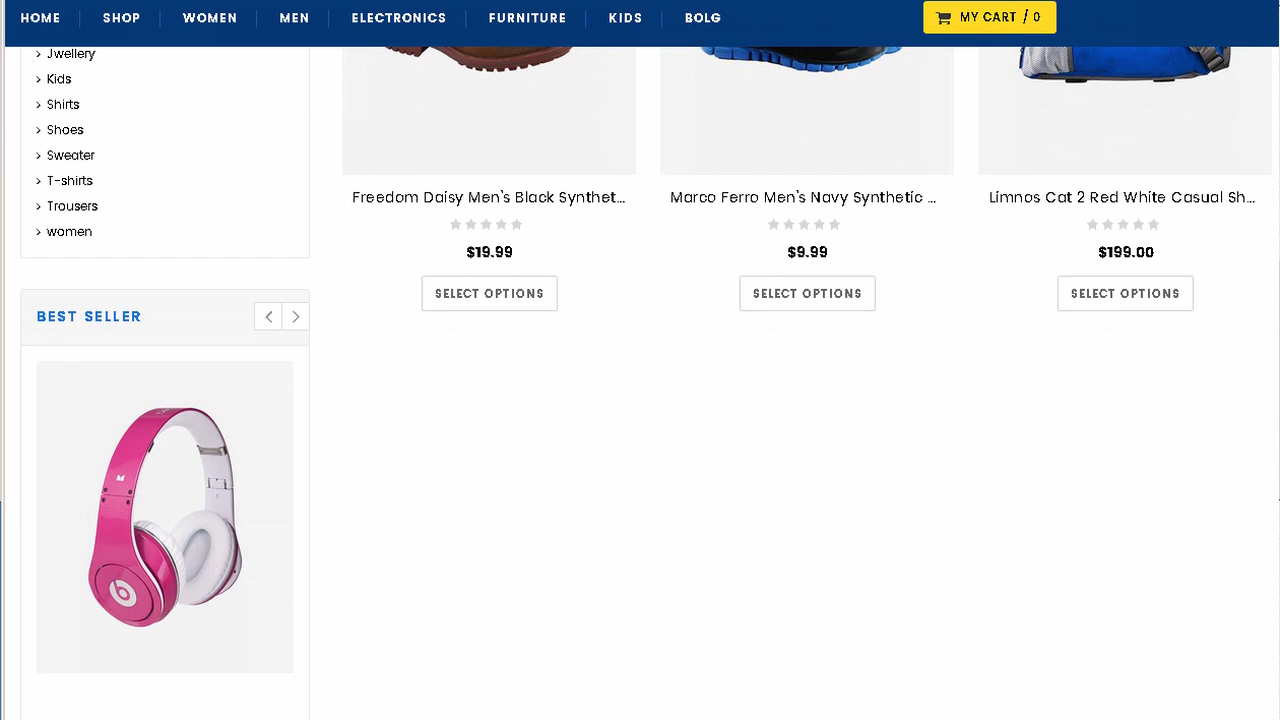 HOME SHOP WOMEN MEN ELECTRONICS FURNITURE KIDS BOLG MY CART / 0
Jwellery
Kids
Shirts
Shoes
Sweater
T-shirts
Trousers
women
Freedom Daisy Men's Black Synthet...
$19.99
SELECT OPTIONS
Marco Ferro Men's Navy Synthetic ...
$9.99
SELECT OPTIONS
Limnos Cat 2 Red White Casual Sh...
$199.00
SELECT OPTIONS
BEST SELLER
b